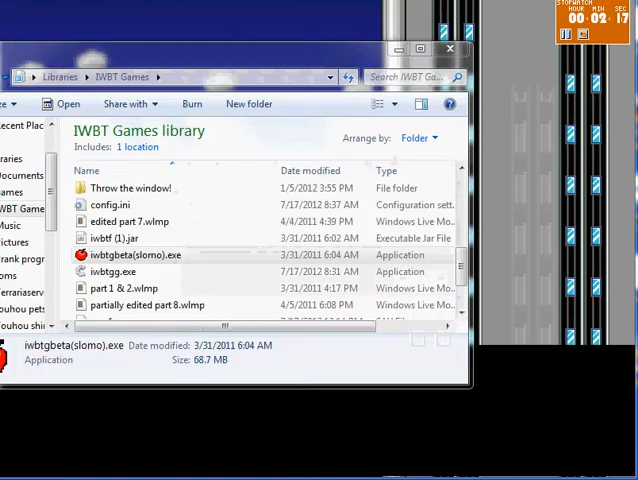 STOPWATCH
HOUR MIN SEC
00:02:17
Libraries IWBT Games
Search IWBT Ga...
Open Share with Burn New folder
IWBT Games library
Includes: 1 location
Arrange by: Folder
Name Date modified Type
ecent Plac
Throw the window! 1/5/2012 3:55 PM File folder
config.ini 7/17/2012 8:37 AM Configuration sett...
raries
edited part 7.wlmp 4/4/2011 4:39 PM Windows Live Mo...
Documents
iwbtf (1).jar 3/31/2011 6:02 AM Executable Jar File
ames
iwbtgbeta(slomo).exe 3/31/2011 6:04 AM Application
WBT Game
iwbtgg.exe 7/17/2012 8:31 AM Application
Music
part 1 & 2.wlmp 3/31/2011 4:17 PM Windows Live Mo...
Pictures
partially edited part 8.wlmp 4/5/2011 6:08 PM Windows Live Mo...
Prank progr
oms
Terrariaserv
ouhou pets
ouhou shin
iwbtgbeta(slomo).exe Date modified: 3/31/2011 6:04 AM
Application Size: 68.7 MB